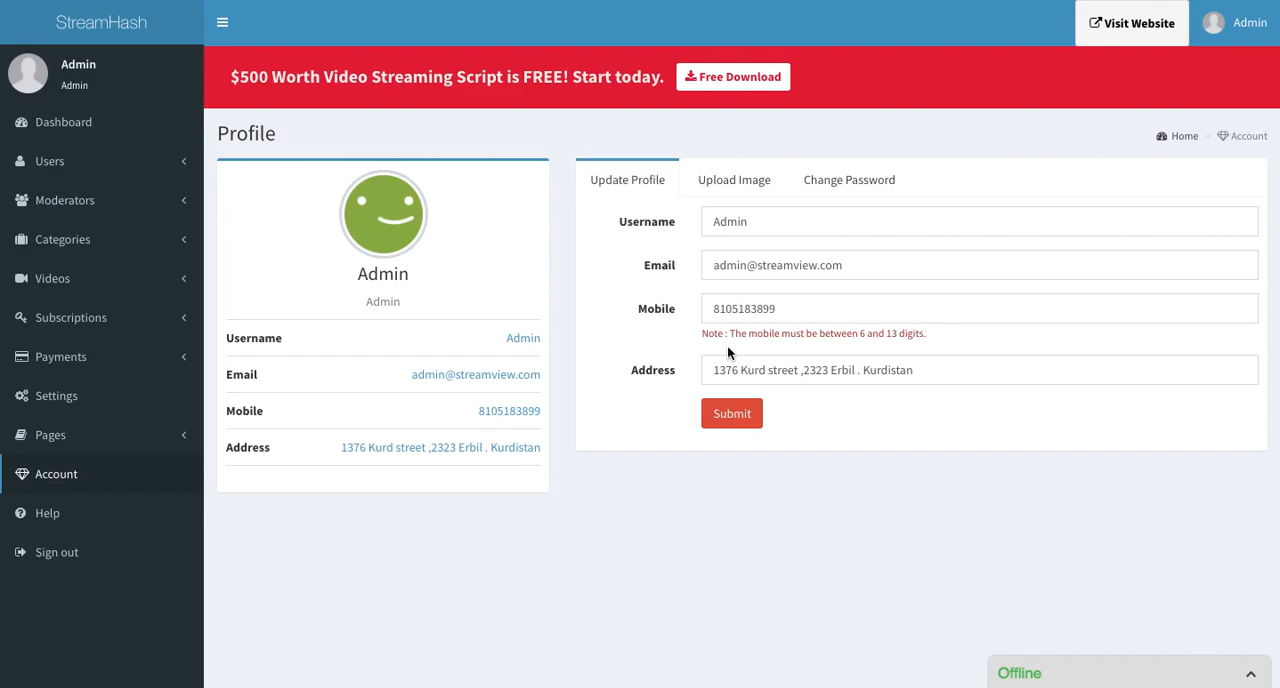 StreamHash
Visit Website
Admin
Admin
Admin
$500 Worth Video Streaming Script is FREE! Start today.
Free Download
Dashboard
Users
Moderators
Categories
Videos
Subscriptions
Payments
Settings
Pages
Account
Help
Sign out
Profile
Home > Account
Admin
Admin
Username Admin
Email admin@streamview.com
Mobile 8105183899
Address 1376 Kurd street ,2323 Erbil . Kurdistan
Update Profile Upload Image Change Password
Username Admin
Email admin@streamview.com
Mobile 8105183899
Note : The mobile must be between 6 and 13 digits.
Address 1376 Kurd street ,2323 Erbil . Kurdistan
Submit
Offline